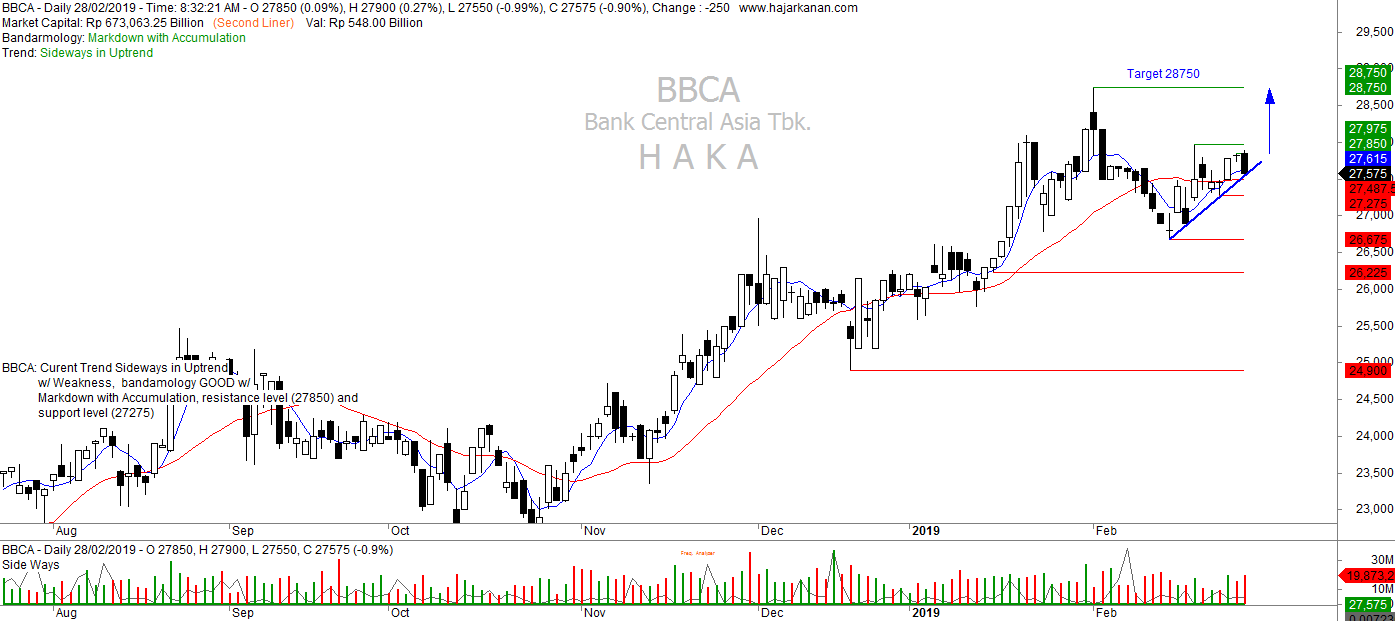 BBCA - Daily 28/02/2019 - Time: 8:32:21 AM - O 27850 (0.09%), H 27900 (0.27%), L 27550 (-0.99%), C 27575 (-0.90%), Change : -250 www.hajarkanan.com
Market Capital: Rp 673,063.25 Billion (Second Liner) Val: Rp 548.00 Billion
Bandarmology: Markdown with Accumulation
Trend: Sideways in Uptrend
BBCA
Bank Central Asia Tbk.
H A K A
Target 28750
29,500
28,750
28,750
28,500
27,975
27,850
27,615
27,575
27,487.5
27,275
27,000
26,675
26,500
26,225
26,000
25,500
25,000
24,900
24,500
24,000
23,500
23,000
BBCA: Curent Trend Sideways in Uptrend
w/ Weakness, bandamology GOOD w/
Markdown with Accumulation, resistance level (27850) and
support level (27275)
Aug Sep Oct Nov Dec 2019 Feb
BBCA - Daily 28/02/2019 - O 27850, H 27900, L 27550, C 27575 (-0.9%)
Side Ways
Freq. Analyzer
30M
19,873,2
10M
27,575
Aug Sep Oct Nov Dec 2019 Feb